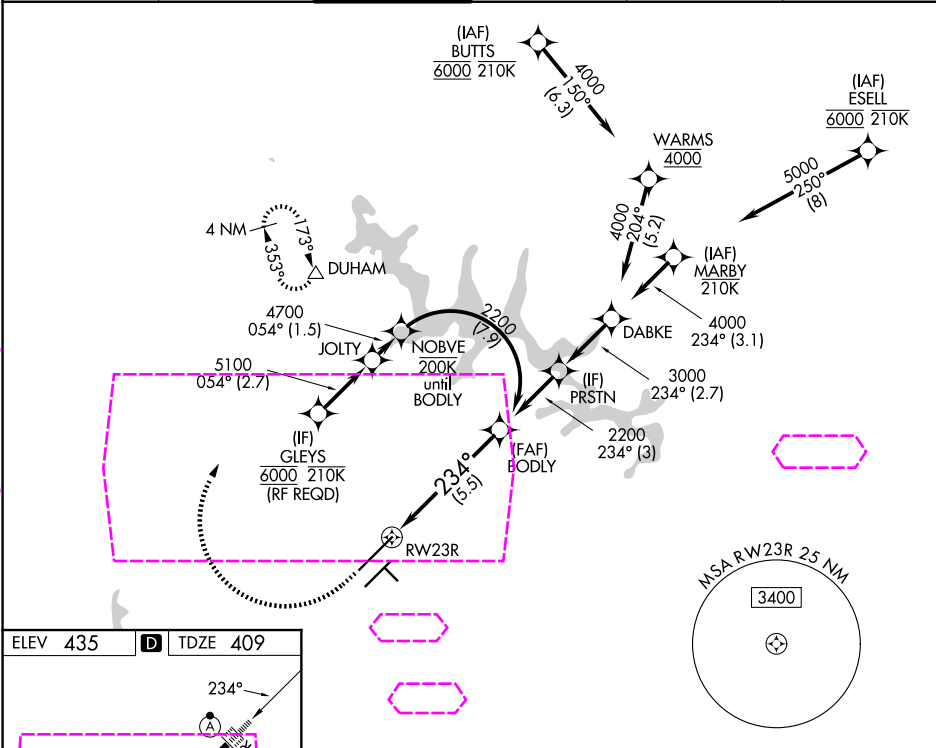 (IAF)
BUTTS
6000 210K
4000
150°
(6.3)
(IAF)
ESELL
6000 210K
5000
250°
(8)
WARMS
4000
4000
204°
(5.2)
(IAF)
MARBY
210K
4 NM
173°
353°
DUHAM
4700
054° (1.5)
JOLTY
NOBVE
200K
until
BODLY
2200
(7.9)
DABKE
4000
234° (3.1)
5100
054° (2.7)
(IF)
PRSTN
3000
234° (2.7)
2200
234° (3)
(IF)
GLEYS
6000 210K
(RF REQD)
(FAF)
BODLY
234°
(5.5)
RW23R
MSA RW23R 25 NM
3400
ELEV 435 D TDZE 409
234°
A